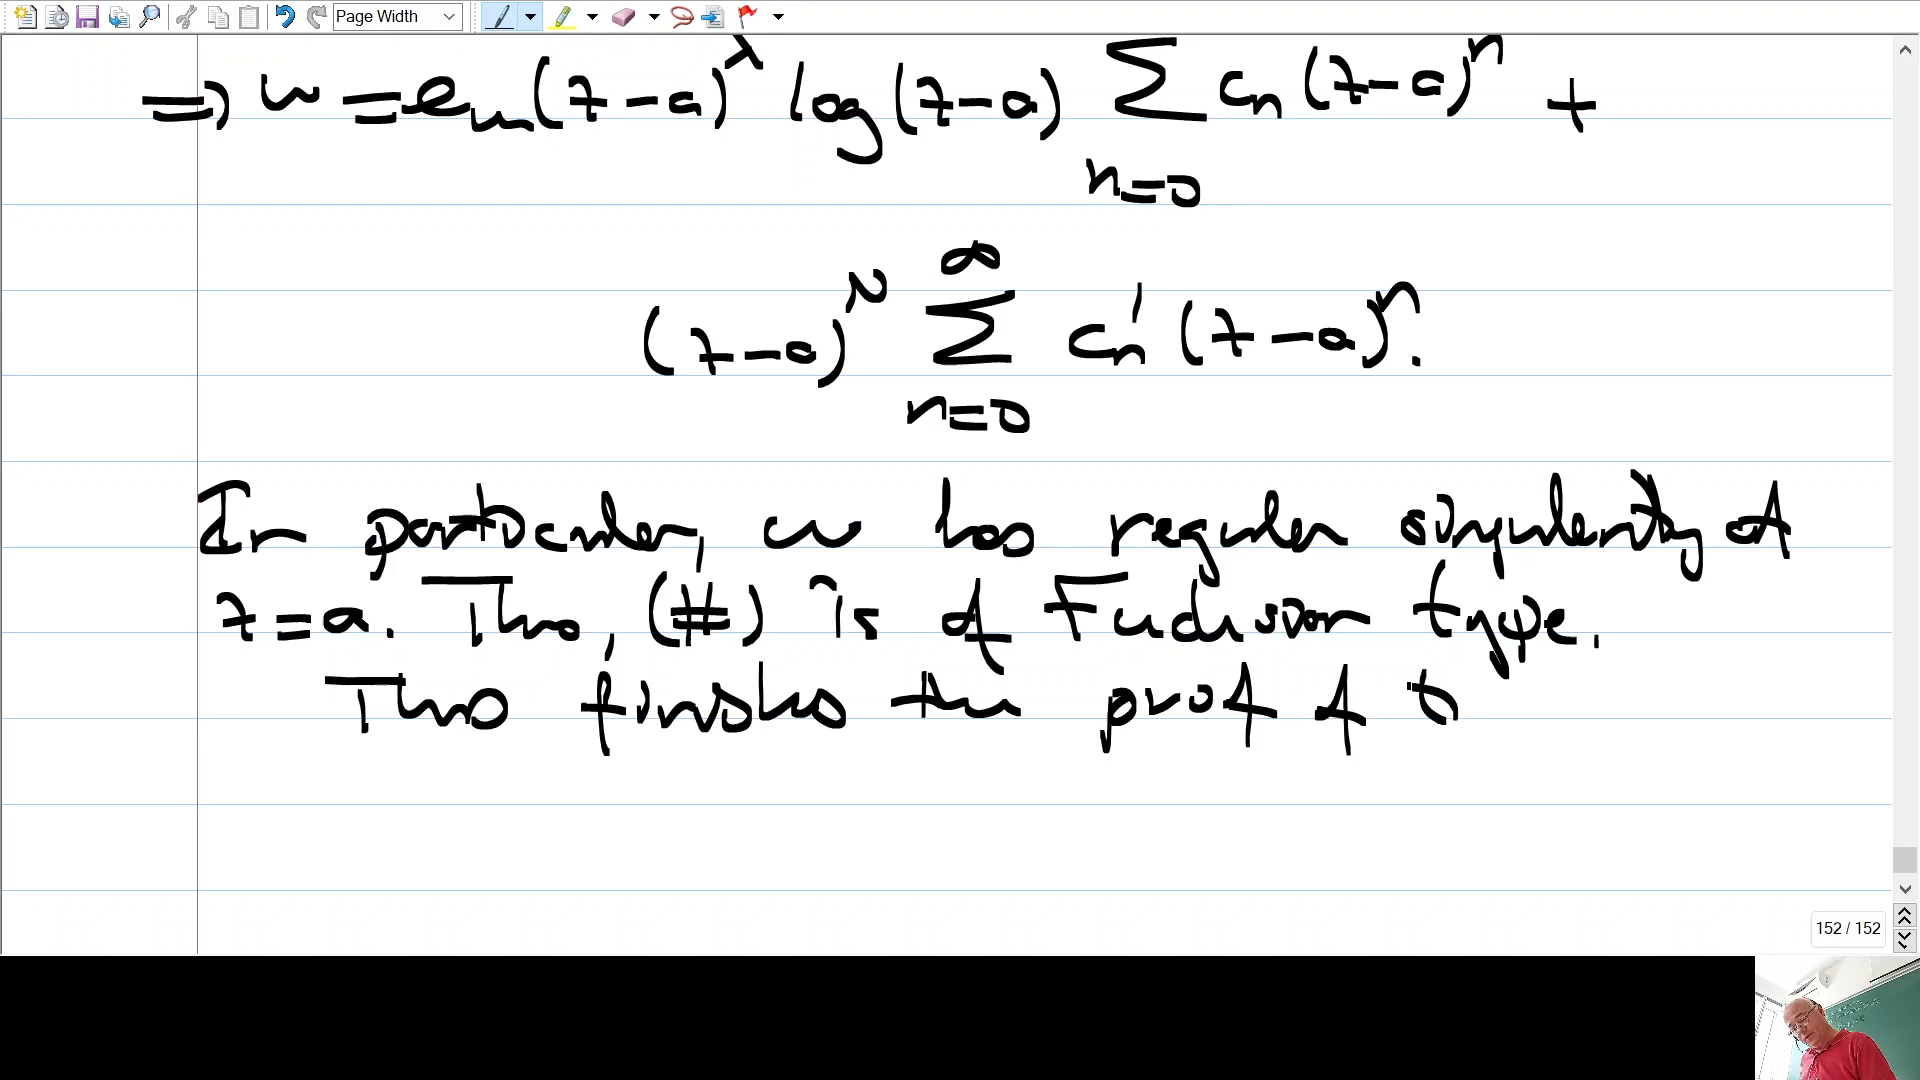 Page Width
⇒ w = e_m (z-a)^λ log(z-a) ∑_{n=0} c_n (z-a)^n +
(z-a)^N ∑_{n=0}^∞ c_n' (z-a)^n.
In particular, w has regular singularity at
z=a. Thus, (#) is of Fuchsian type.
This finishes the proof of t
152 / 152